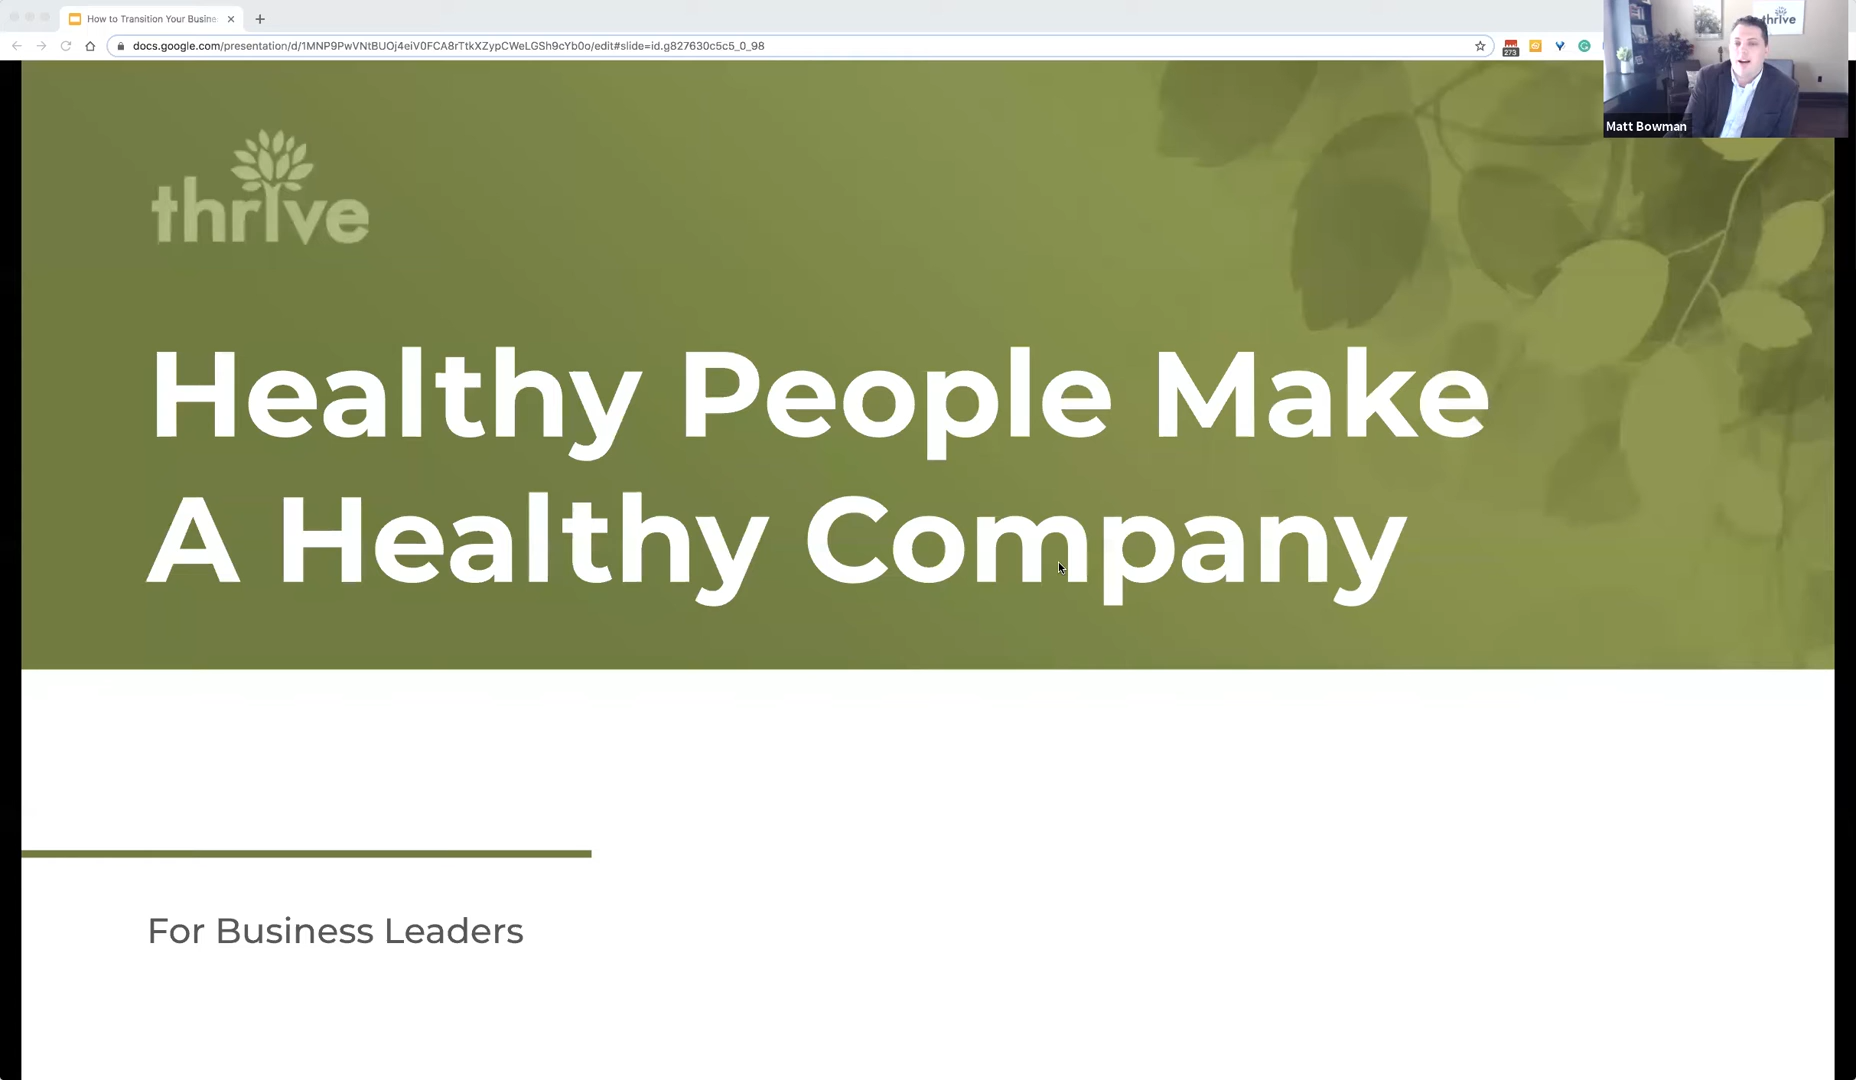 How to Transition Your Busine
docs.google.com/presentation/d/1MNP9PwVNtBUOj4eiV0FCA8rTtkXZypCWeLGSh9cYb0o/edit#slide=id.g827630c5c5_0_98
273
thrive
Matt Bowman
thrive
Healthy People Make
A Healthy Company
For Business Leaders